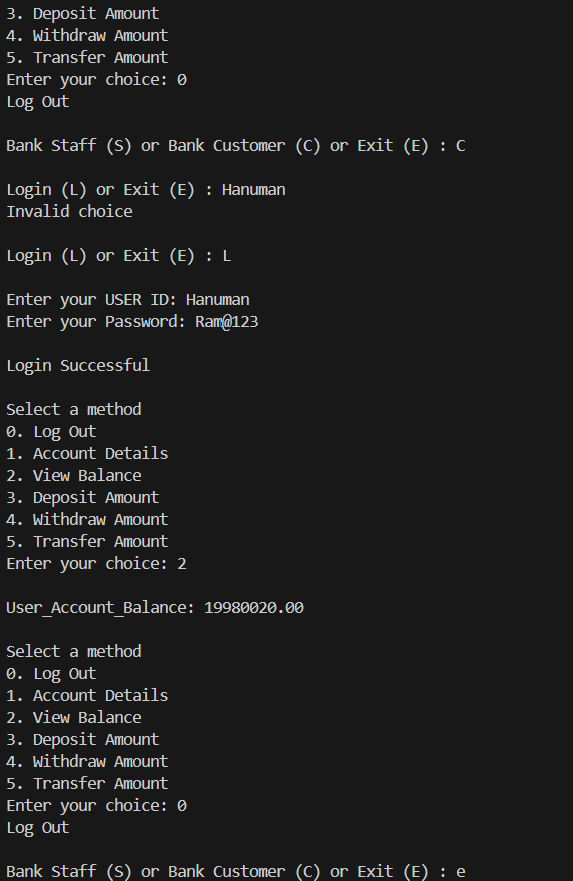 3. Deposit Amount
4. Withdraw Amount
5. Transfer Amount
Enter your choice: 0
Log Out
Bank Staff (S) or Bank Customer (C) or Exit (E) : C
Login (L) or Exit (E) : Hanuman
Invalid choice
Login (L) or Exit (E) : L
Enter your USER ID: Hanuman
Enter your Password: Ram@123
Login Successful
Select a method
0. Log Out
1. Account Details
2. View Balance
3. Deposit Amount
4. Withdraw Amount
5. Transfer Amount
Enter your choice: 2
User_Account_Balance: 19980020.00
Select a method
0. Log Out
1. Account Details
2. View Balance
3. Deposit Amount
4. Withdraw Amount
5. Transfer Amount
Enter your choice: 0
Log Out
Bank Staff (S) or Bank Customer (C) or Exit (E) : e